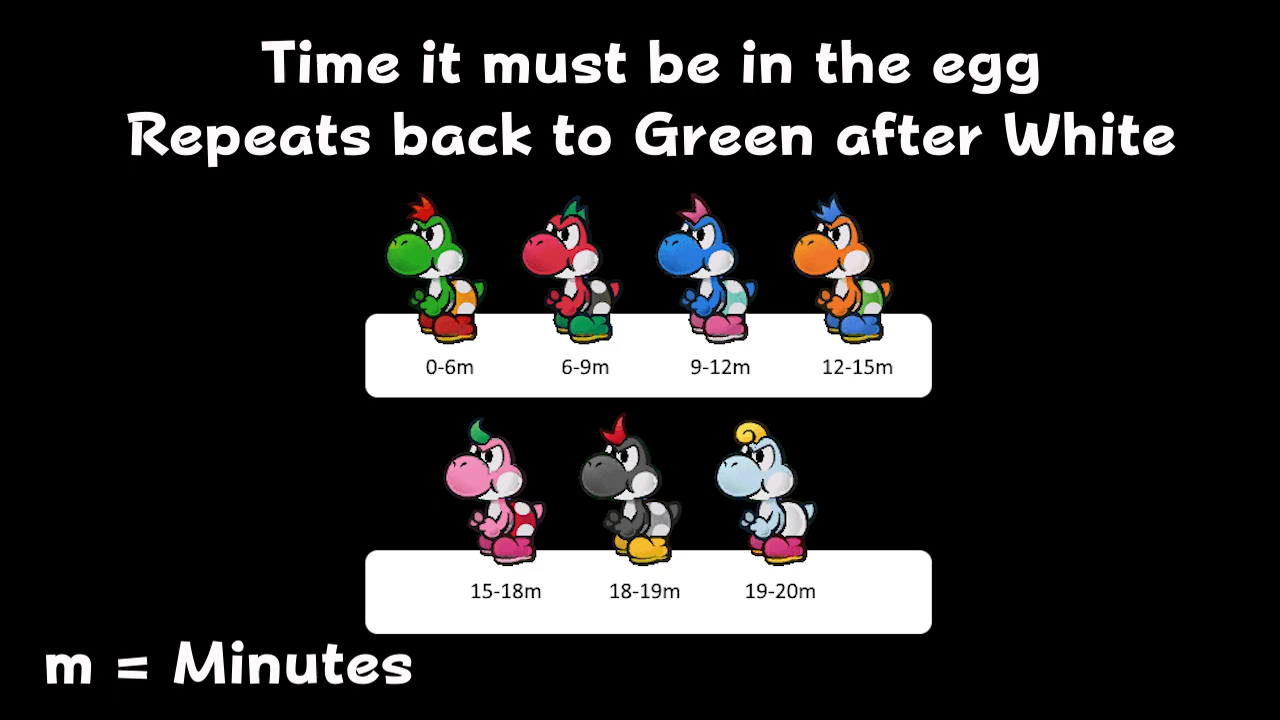 Time it must be in the egg
Repeats back to Green after White
0-6m 6-9m 9-12m 12-15m
15-18m 18-19m 19-20m
m = Minutes